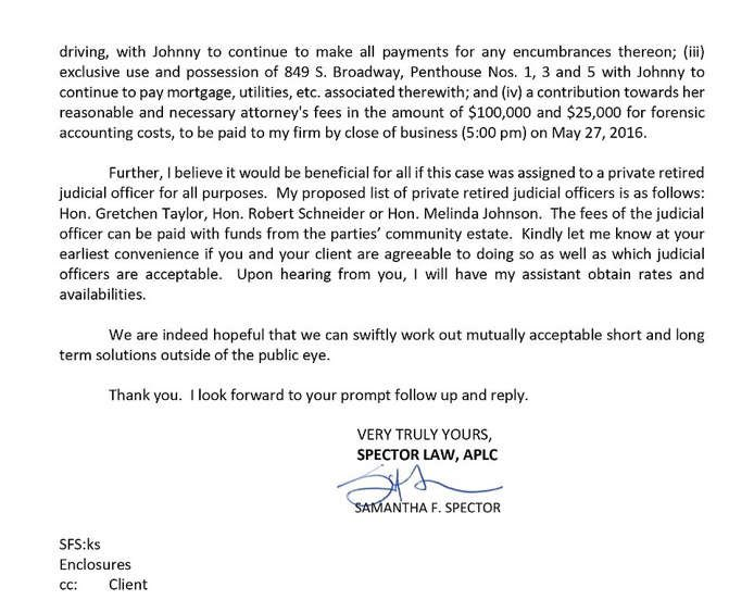 driving, with Johnny to continue to make all payments for any encumbrances thereon; (iii)
exclusive use and possession of 849 S. Broadway, Penthouse Nos. 1, 3 and 5 with Johnny to
continue to pay mortgage, utilities, etc. associated therewith; and (iv) a contribution towards her
reasonable and necessary attorney's fees in the amount of $100,000 and $25,000 for forensic
accounting costs, to be paid to my firm by close of business (5:00 pm) on May 27, 2016.
Further, I believe it would be beneficial for all if this case was assigned to a private retired
judicial officer for all purposes. My proposed list of private retired judicial officers is as follows:
Hon. Gretchen Taylor, Hon. Robert Schneider or Hon. Melinda Johnson. The fees of the judicial
officer can be paid with funds from the parties' community estate. Kindly let me know at your
earliest convenience if you and your client are agreeable to doing so as well as which judicial
officers are acceptable. Upon hearing from you, I will have my assistant obtain rates and
availabilities.
We are indeed hopeful that we can swiftly work out mutually acceptable short and long
term solutions outside of the public eye.
Thank you. I look forward to your prompt follow up and reply.
VERY TRULY YOURS,
SPECTOR LAW, APLC
SAMANTHA F. SPECTOR
SFS:ks
Enclosures
cc: Client